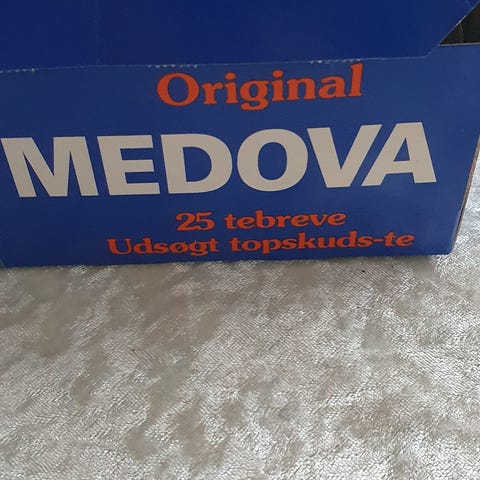 Original
MEDOVA
25 tebreve
Udsøgt topskuds-te